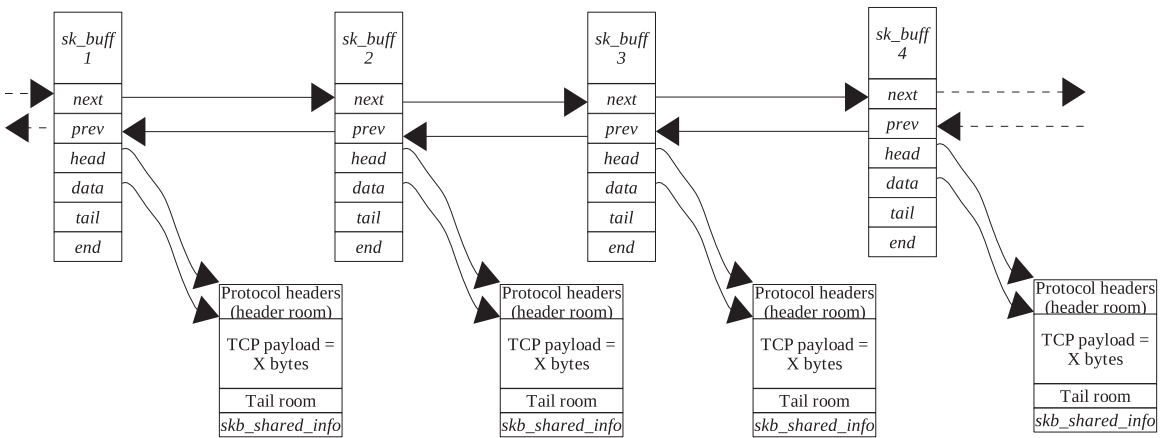 sk_buff
1
next
prev
head
data
tail
end
sk_buff
2
next
prev
head
data
tail
end
sk_buff
3
next
prev
head
data
tail
end
sk_buff
4
next
prev
head
data
tail
end
Protocol headers
(header room)
TCP payload =
X bytes
Tail room
skb_shared_info
Protocol headers
(header room)
TCP payload =
X bytes
Tail room
skb_shared_info
Protocol headers
(header room)
TCP payload =
X bytes
Tail room
skb_shared_info
Protocol headers
(header room)
TCP payload =
X bytes
Tail room
skb_shared_info